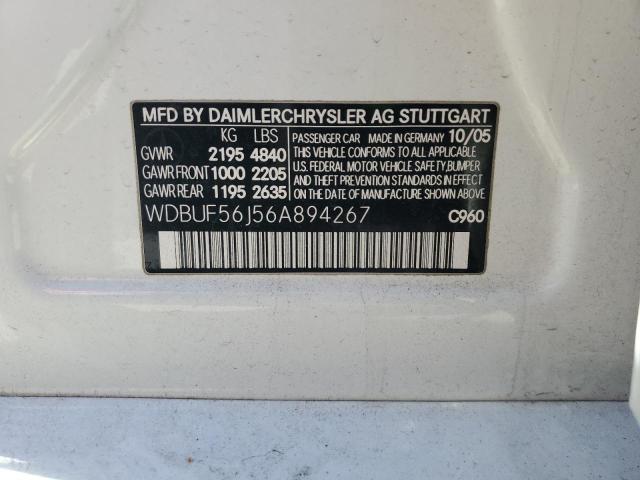 MFD BY DAIMLERCHRYSLER AG STUTTGART
KG LBS
GVWR 2195 4840
GAWR FRONT 1000 2205
GAWR REAR 1195 2635
PASSENGER CAR MADE IN GERMANY 10/05
THIS VEHICLE CONFORMS TO ALL APPLICABLE
U.S. FEDERAL MOTOR VEHICLE SAFETY, BUMPER
AND THEFT PREVENTION STANDARDS IN EFFECT
ON THE DATE OF MANUFACTURE SHOWN ABOVE.
WDBUF56J56A894267 C960